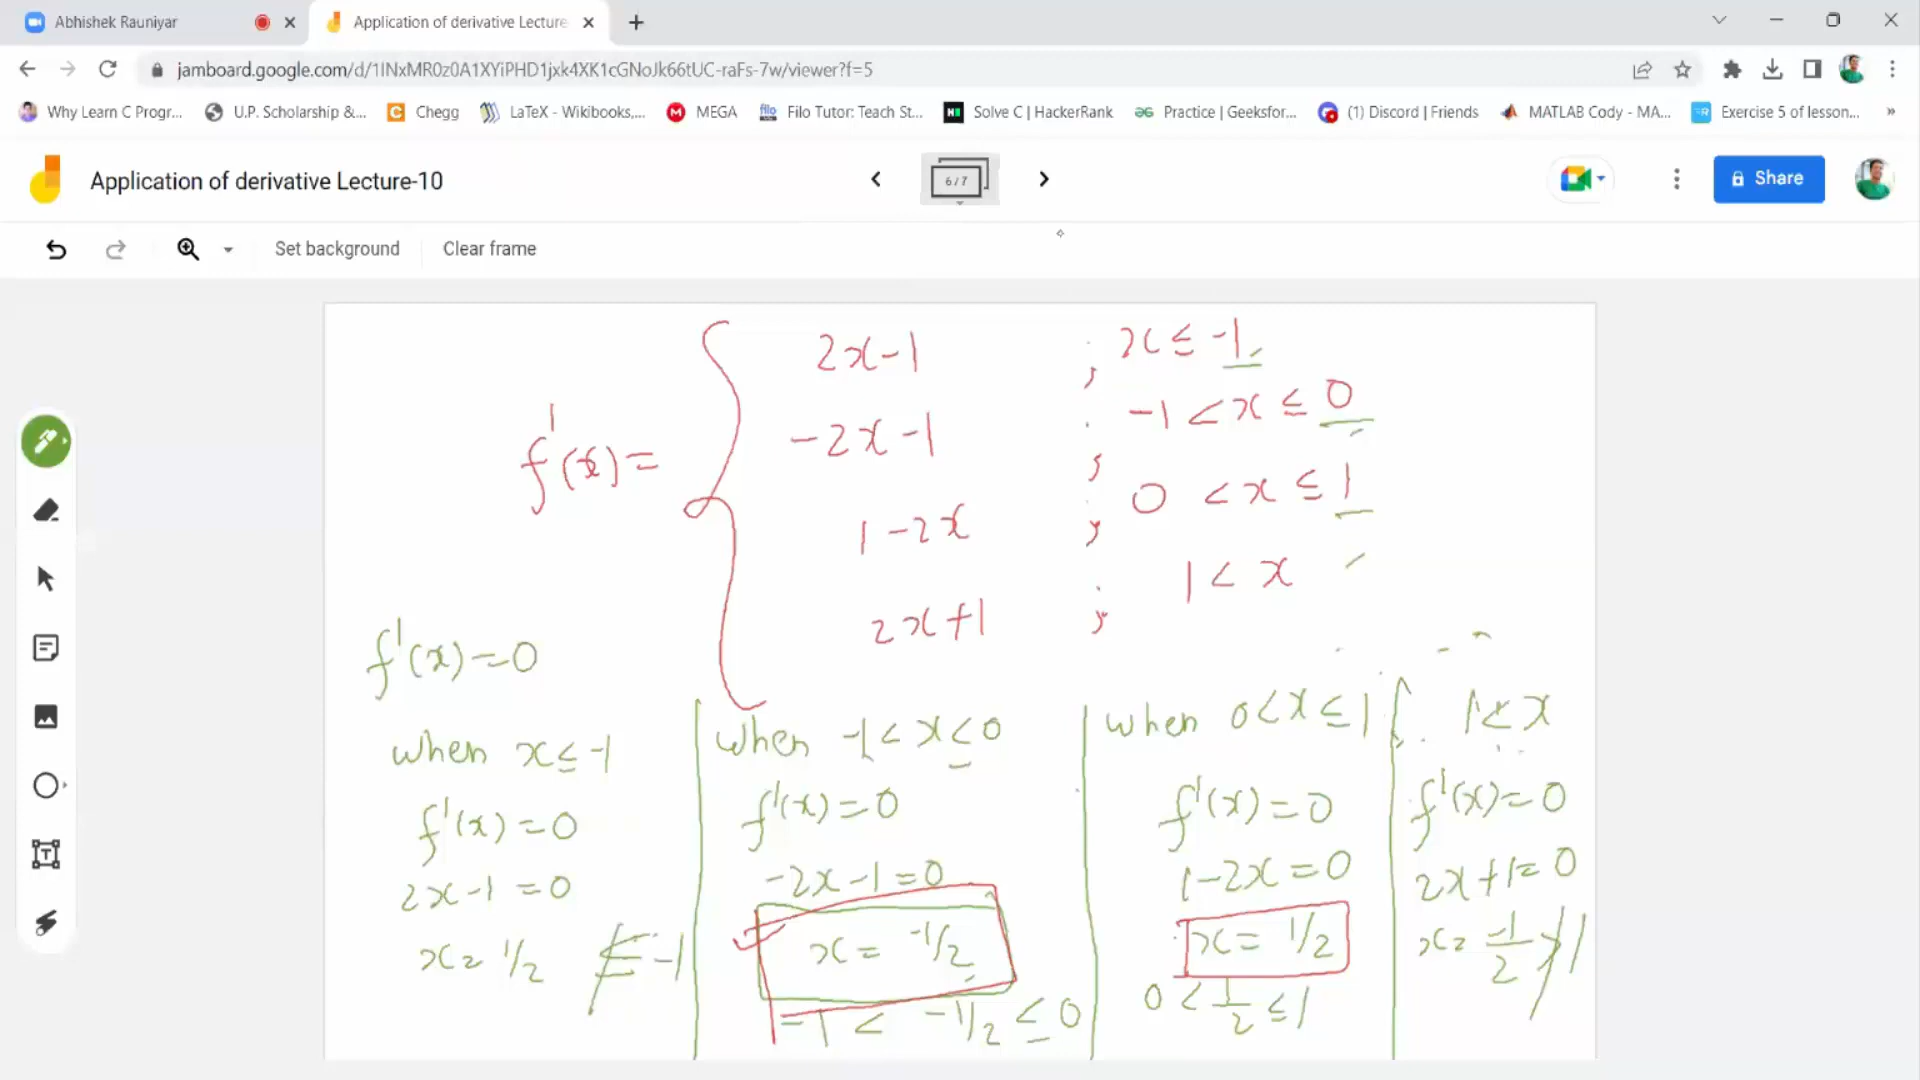 Abhishek Rauniyar
Application of derivative Lecture
jamboard.google.com/d/1lNxMR0z0A1XYiPHD1jxk4XK1cGNoJk66tUC-raFs-7w/viewer?f=5
Why Learn C Progr... U.P. Scholarship &... Chegg LaTeX - Wikibooks,... MEGA Filo Tutor: Teach St... Solve C | HackerRank Practice | Geeksfor... (1) Discord | Friends MATLAB Cody - MA... Exercise 5 of lesson... »
Application of derivative Lecture-10
6 / 7
Share
Set background Clear frame
f'(x) =
2x-1 ; x ≤ -1
-2x-1 ; -1 < x ≤ 0
1-2x ; 0 < x ≤ 1
2x+1 ; 1 < x
f'(x) = 0
when x ≤ -1
f'(x) = 0
2x-1 = 0
x = 1/2 ≰ -1
when -1 < x ≤ 0
f'(x) = 0
-2x-1 = 0
x = -1/2
-1 < -1/2 ≤ 0
when 0 < x ≤ 1
f'(x) = 0
1-2x = 0
x = 1/2
0 < 1/2 ≤ 1
1 < x
f'(x) = 0
2x+1 = 0
x = -1/2 ≯ 1